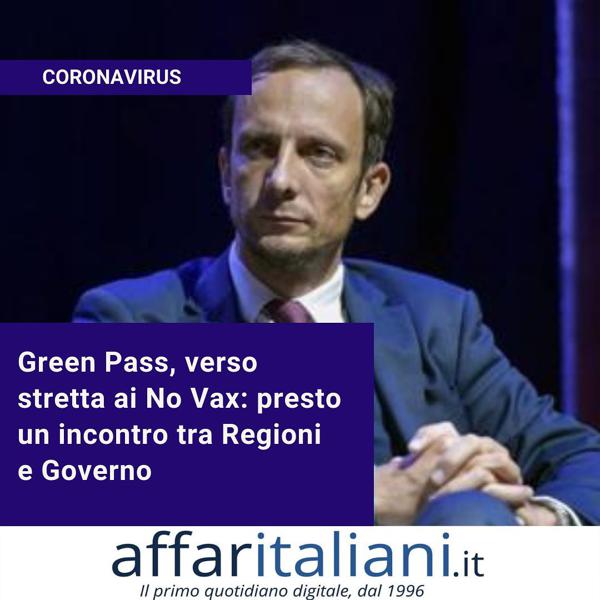 CORONAVIRUS
Green Pass, verso
stretta ai No Vax: presto
un incontro tra Regioni
e Governo
affaritaliani.it
Il primo quotidiano digitale, dal 1996